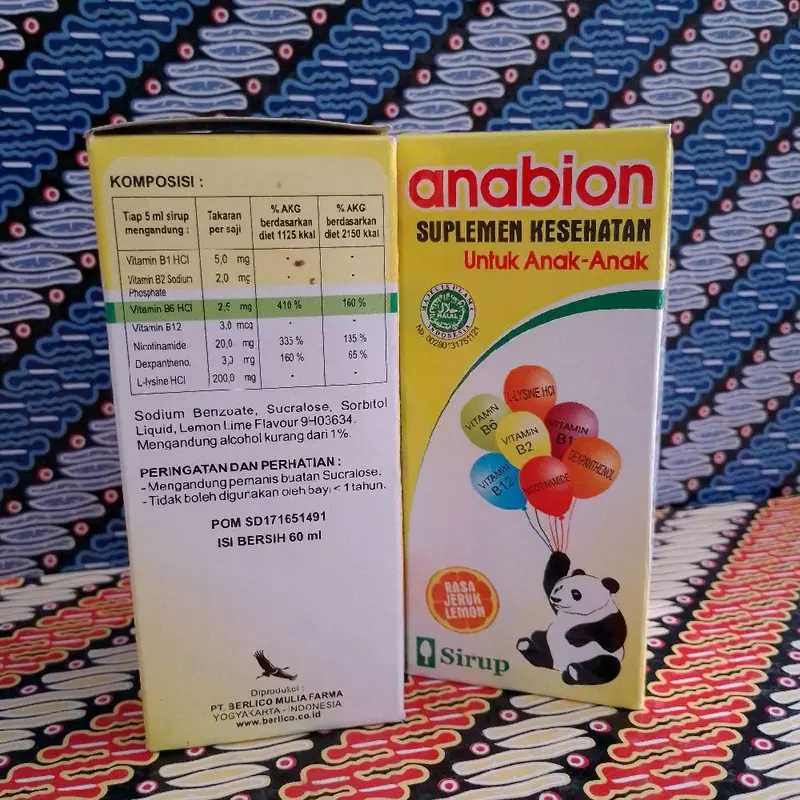 KOMPOSISI :
Tiap 5 ml sirup mengandung : | Takaran per saji | % AKG berdasarkan diet 1125 kkal | % AKG berdasarkan diet 2150 kkal
Vitamin B1 HCl 5,0 mg - -
Vitamin B2 Sodium Phosphate 2,0 mg - -
Vitamin B6 HCl 2,5 mg 410 % 160 %
Vitamin B12 3,0 mcg - -
Nicotinamide 20,0 mg 335 % 135 %
Dexpanthenol 3,0 mg 160 % 65 %
L-lysine HCl 200,0 mg - -
Sodium Benzoate, Sucralose, Sorbitol
Liquid, Lemon Lime Flavour 9H03634.
Mengandung alcohol kurang dari 1%.
PERINGATAN DAN PERHATIAN :
- Mengandung pemanis buatan Sucralose.
- Tidak boleh digunakan oleh bayi < 1 tahun.
POM SD171651491
ISI BERSIH 60 ml
Diproduksi :
PT. BERLICO MULIA FARMA
YOGYAKARTA - INDONESIA
www.berlico.co.id
anabion
SUPLEMEN KESEHATAN
Untuk Anak-Anak
MAJELIS ULAMA
HALAL
INDONESIA
No. 00280131751121
L-LYSINE HCl
VITAMIN B6
VITAMIN B2
VITAMIN B1
DEXPANTHENOL
VITAMIN B12
NICOTINAMIDE
RASA
JERUK
LEMON
Sirup